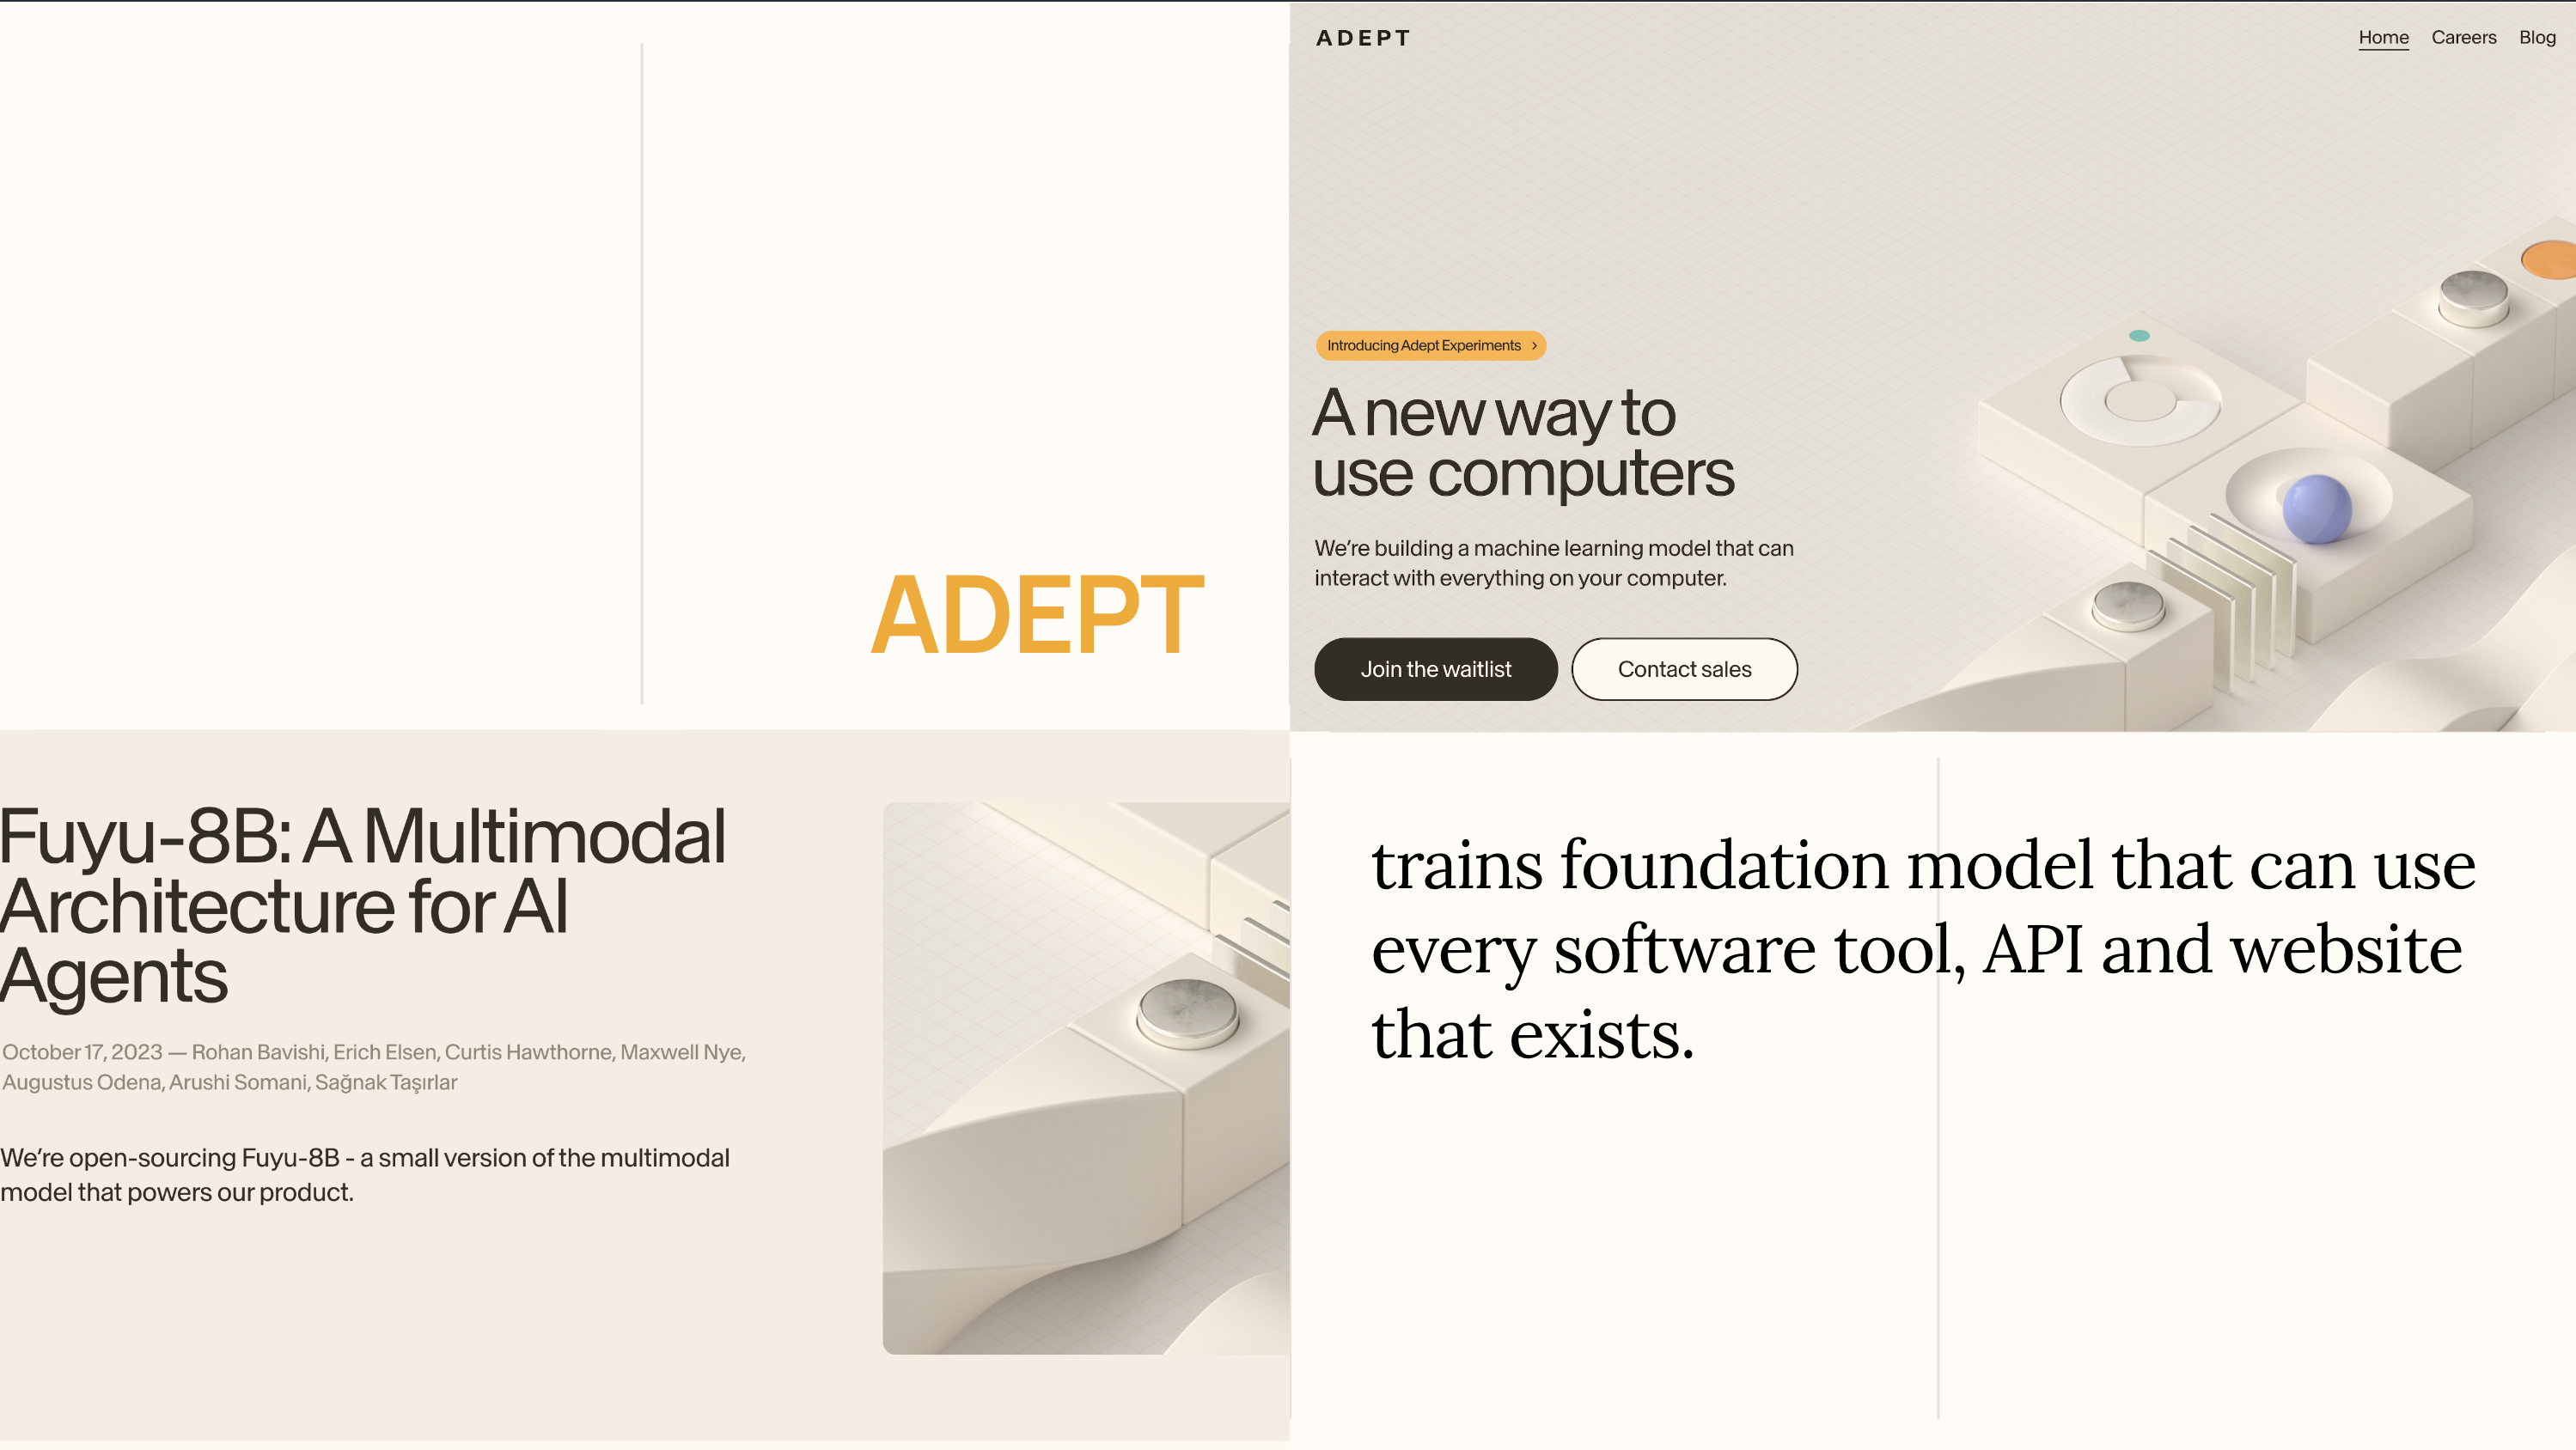 ADEPT
ADEPT
Home Careers Blog
Introducing Adept Experiments
A new way to
use computers
We're building a machine learning model that can
interact with everything on your computer.
Join the waitlist Contact sales
Fuyu-8B: A Multimodal
Architecture for AI
Agents
October 17, 2023 — Rohan Bavishi, Erich Elsen, Curtis Hawthorne, Maxwell Nye,
Augustus Odena, Arushi Somani, Sağnak Taşırlar
We're open-sourcing Fuyu-8B - a small version of the multimodal
model that powers our product.
trains foundation model that can use
every software tool, API and website
that exists.